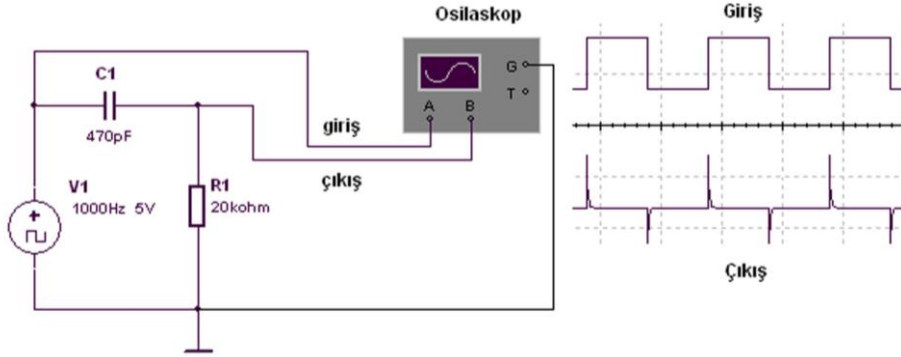 Osilaskop
Giriş
C1
470pF
G
T
A
B
giriş
çıkış
V1
1000Hz 5V
R1
20kohm
Çıkış